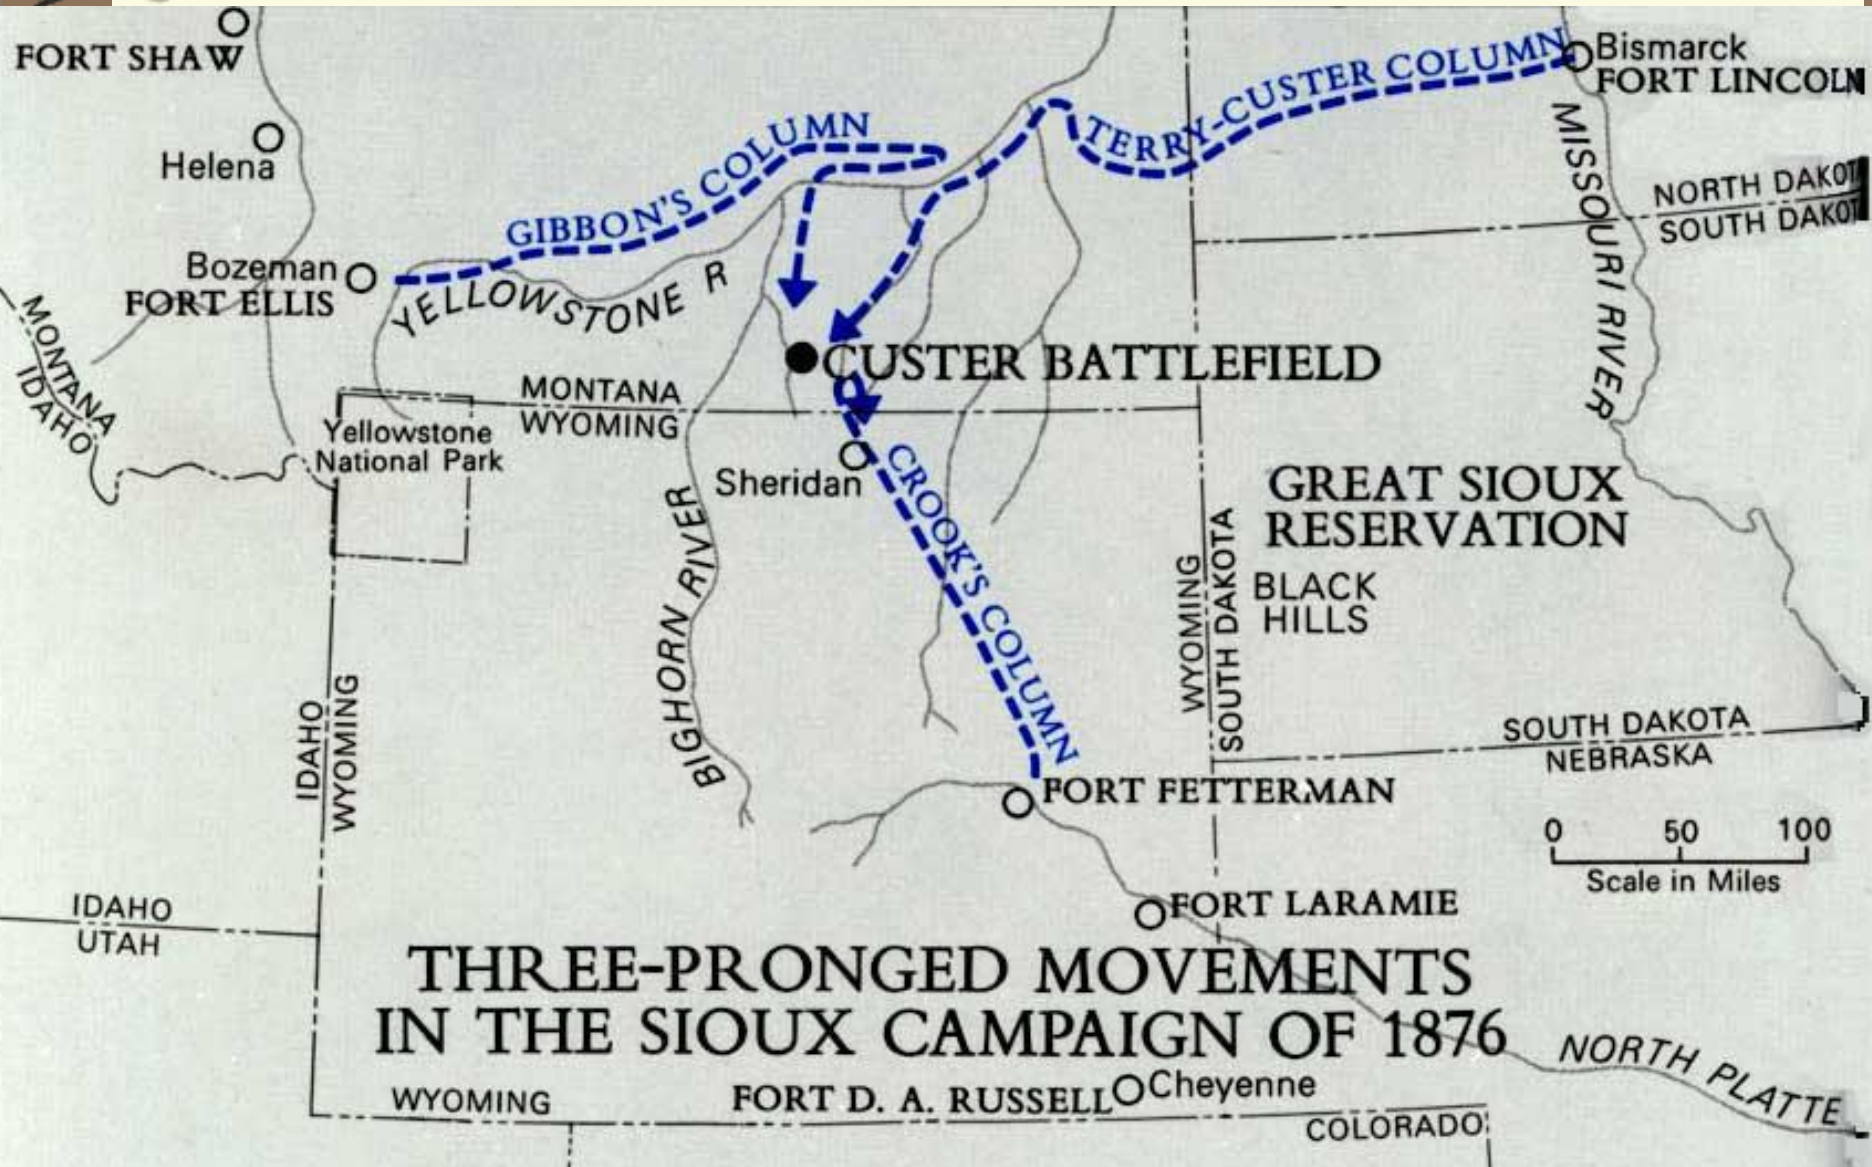 FORT SHAW
Helena
Bozeman
FORT ELLIS
GIBBON'S COLUMN
TERRY-CUSTER COLUMN
Bismarck
FORT LINCOLN
MISSOURI RIVER
NORTH DAKOT
SOUTH DAKOT
YELLOWSTONE R
MONTANA
IDAHO
CUSTER BATTLEFIELD
MONTANA
WYOMING
Yellowstone
National Park
Sheridan
CROOK'S COLUMN
BIGHORN RIVER
GREAT SIOUX
RESERVATION
BLACK
HILLS
WYOMING
SOUTH DAKOTA
IDAHO
WYOMING
SOUTH DAKOTA
NEBRASKA
FORT FETTERMAN
0 50 100
Scale in Miles
FORT LARAMIE
IDAHO
UTAH
THREE-PRONGED MOVEMENTS
IN THE SIOUX CAMPAIGN OF 1876
NORTH PLATTE
WYOMING
FORT D. A. RUSSELL
Cheyenne
COLORADO